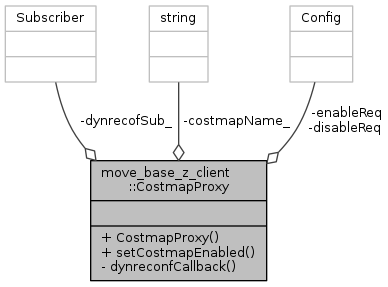 Subscriber
string
Config
-dynrecofSub_
-costmapName_
-enableReq
-disableReq
move_base_z_client
::CostmapProxy
+ CostmapProxy()
+ setCostmapEnabled()
- dynreconfCallback()